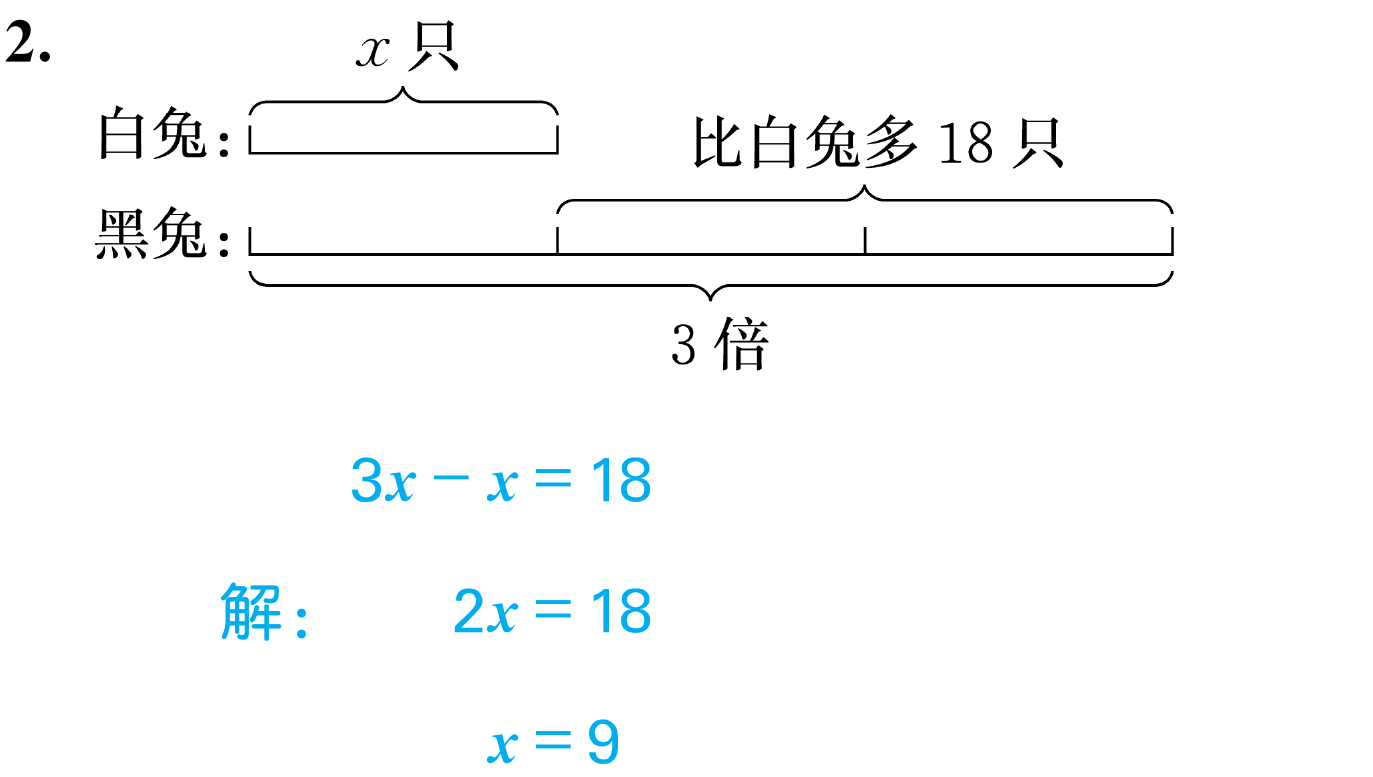 2.
x 只
白兔：
比白兔多 18 只
黑兔：
3 倍
3x − x = 18
解： 2x = 18
x = 9